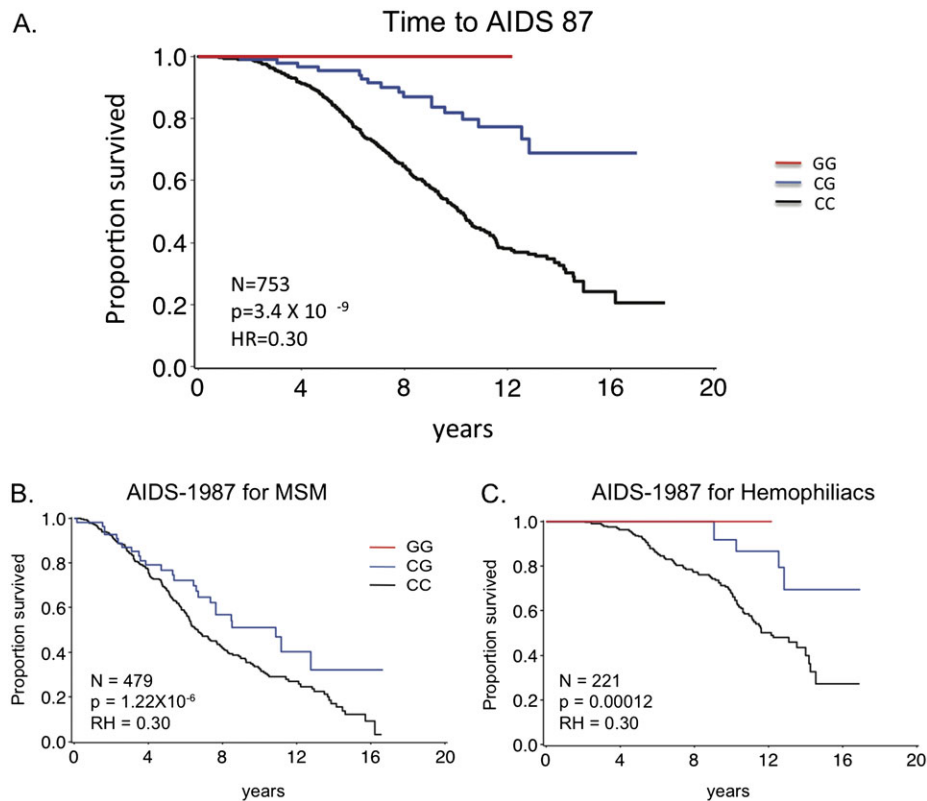 A.
Time to AIDS 87
Proportion survived
1.0
0.8
0.6
0.4
0.2
0.0
0
4
8
12
16
20
years
N=753
p=3.4 X 10 -9
HR=0.30
GG
CG
CC
B.
AIDS-1987 for MSM
Proportion survived
1.0
0.8
0.6
0.4
0.2
0.0
0
4
8
12
16
20
years
N = 479
p = 1.22X10-6
RH = 0.30
GG
CG
CC
C.
AIDS-1987 for Hemophiliacs
Proportion survived
1.0
0.8
0.6
0.4
0.2
0.0
0
4
8
12
16
20
years
N = 221
p = 0.00012
RH = 0.30